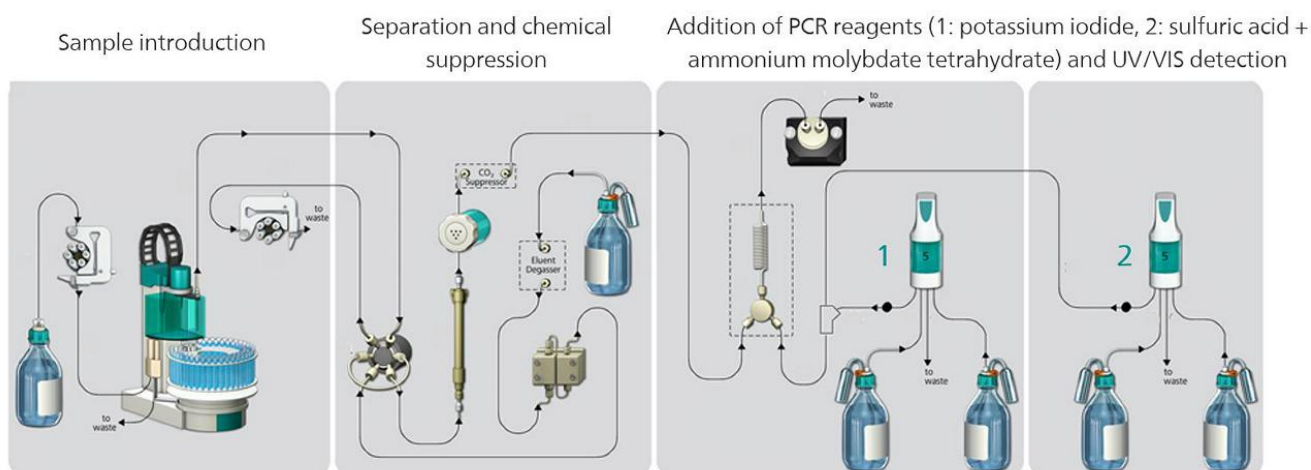 Sample introduction
Separation and chemical
suppression
Addition of PCR reagents (1: potassium iodide, 2: sulfuric acid +
ammonium molybdate tetrahydrate) and UV/VIS detection
to
waste
CO₂
Suppressor
to
waste
Eluent
Degasser
1
5
2
5
to
waste
to
waste
to
waste